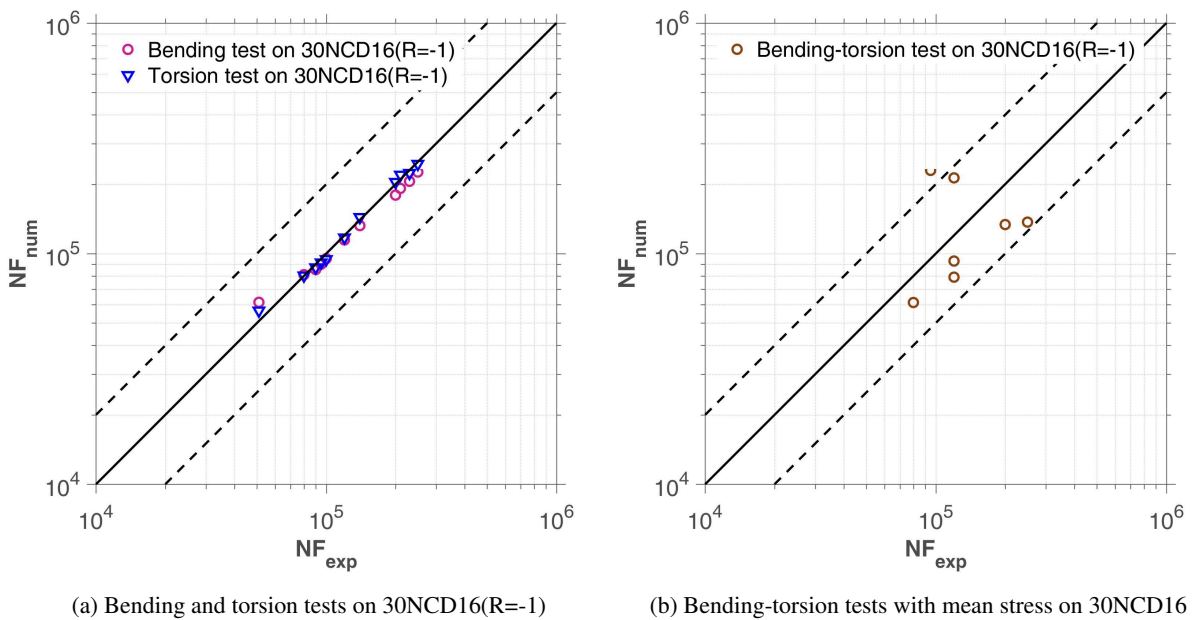 10^6
Bending test on 30NCD16(R=-1)
Torsion test on 30NCD16(R=-1)
10^5
NF_num
10^4
10^4 10^5 10^6
NF_exp
(a) Bending and torsion tests on 30NCD16(R=-1)
10^6
Bending-torsion test on 30NCD16(R=-1)
10^5
NF_num
10^4
10^4 10^5 10^6
NF_exp
(b) Bending-torsion tests with mean stress on 30NCD16